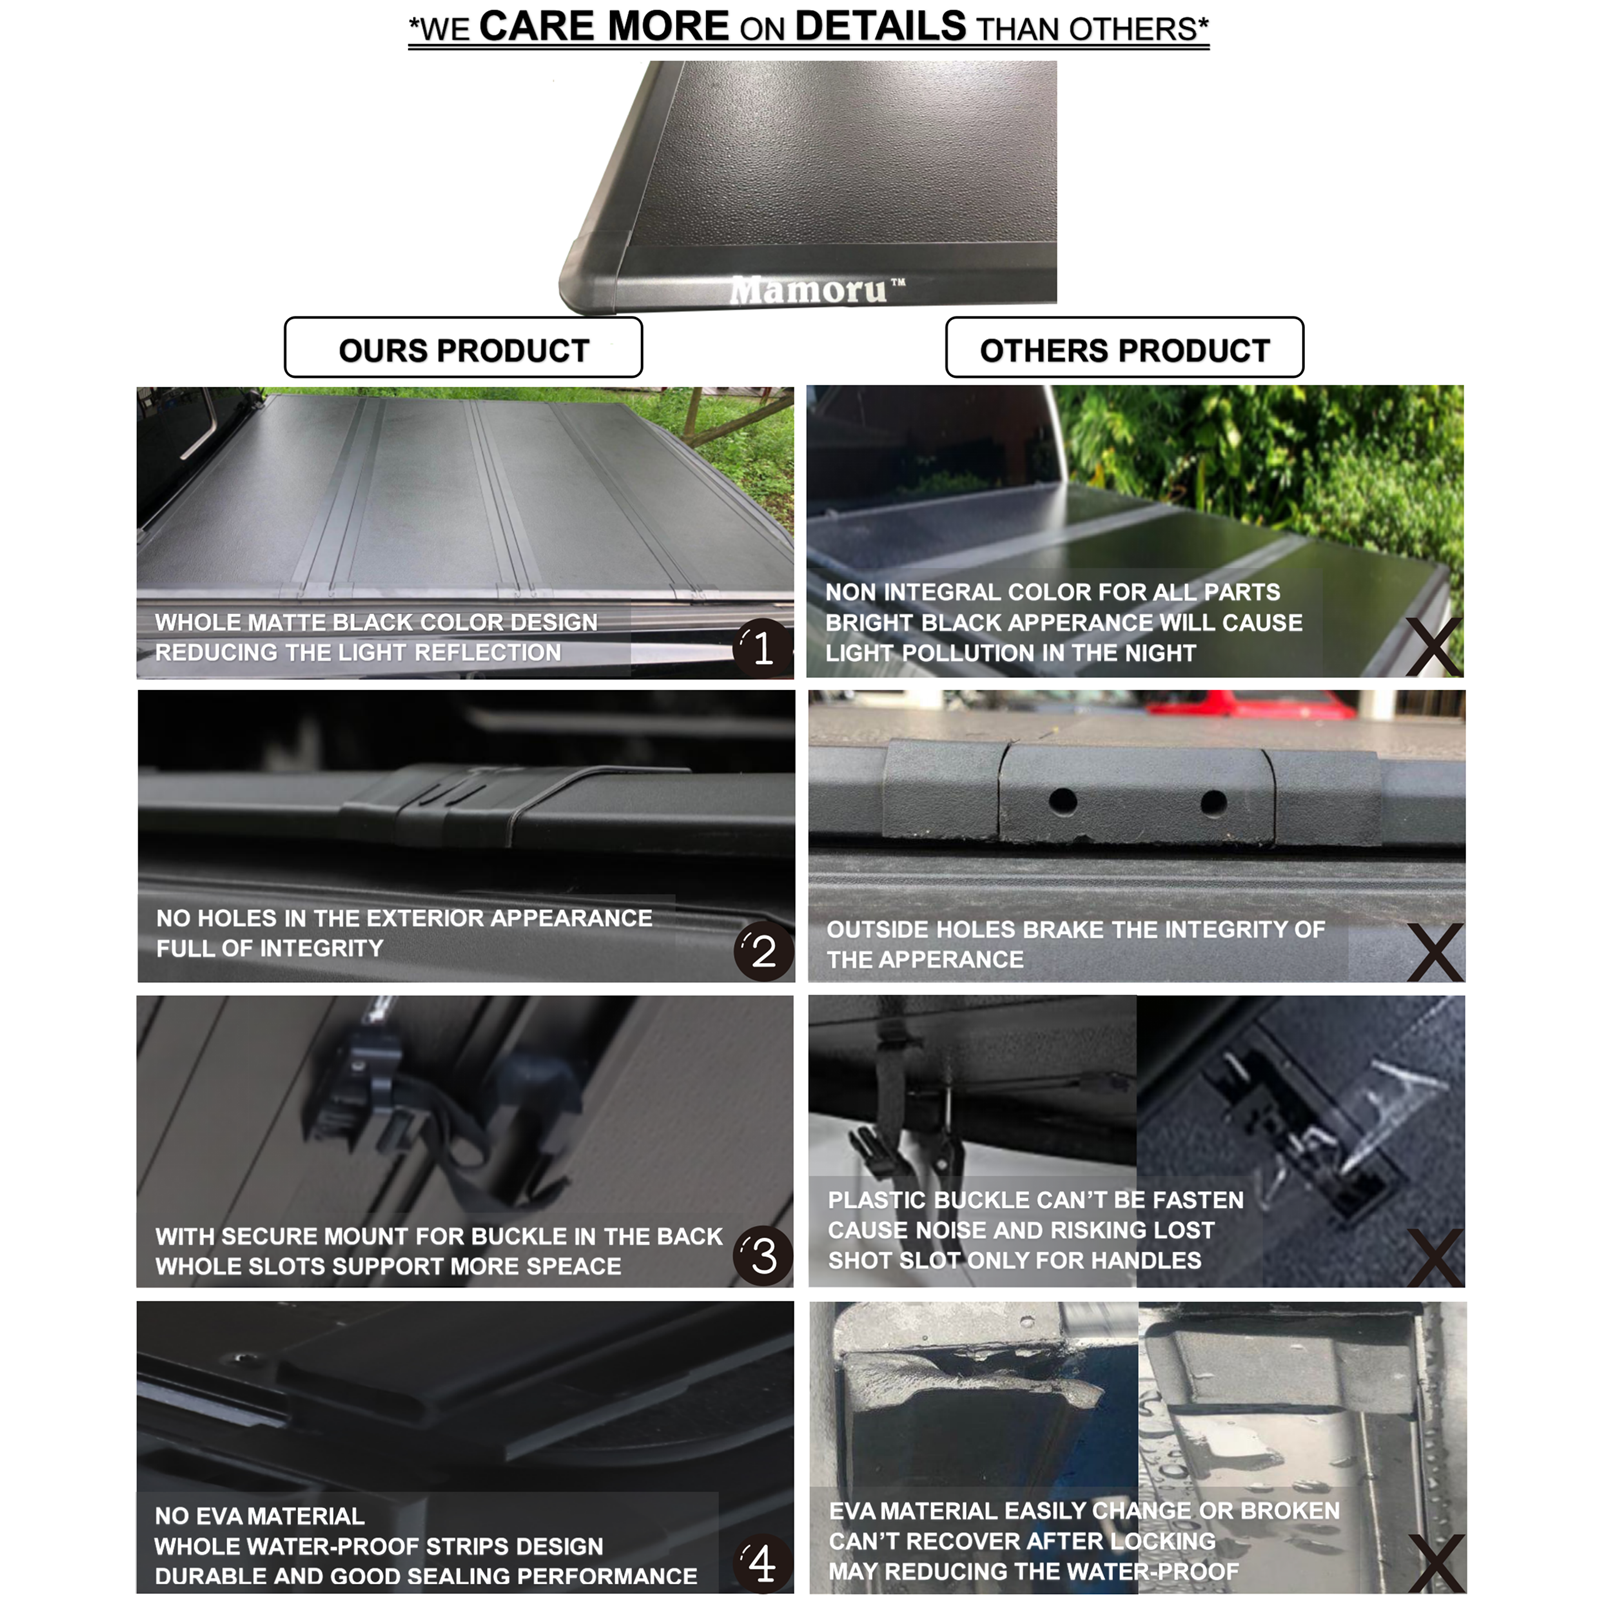 *WE CARE MORE ON DETAILS THAN OTHERS*
Mamoru™
OURS PRODUCT
OTHERS PRODUCT
WHOLE MATTE BLACK COLOR DESIGN
REDUCING THE LIGHT REFLECTION
1
NON INTEGRAL COLOR FOR ALL PARTS
BRIGHT BLACK APPERANCE WILL CAUSE
LIGHT POLLUTION IN THE NIGHT
X
NO HOLES IN THE EXTERIOR APPEARANCE
FULL OF INTEGRITY
2
OUTSIDE HOLES BRAKE THE INTEGRITY OF
THE APPERANCE
X
WITH SECURE MOUNT FOR BUCKLE IN THE BACK
WHOLE SLOTS SUPPORT MORE SPEACE
3
PLASTIC BUCKLE CAN'T BE FASTEN
CAUSE NOISE AND RISKING LOST
SHOT SLOT ONLY FOR HANDLES
X
NO EVA MATERIAL
WHOLE WATER-PROOF STRIPS DESIGN
DURABLE AND GOOD SEALING PERFORMANCE
4
EVA MATERIAL EASILY CHANGE OR BROKEN
CAN'T RECOVER AFTER LOCKING
MAY REDUCING THE WATER-PROOF
X